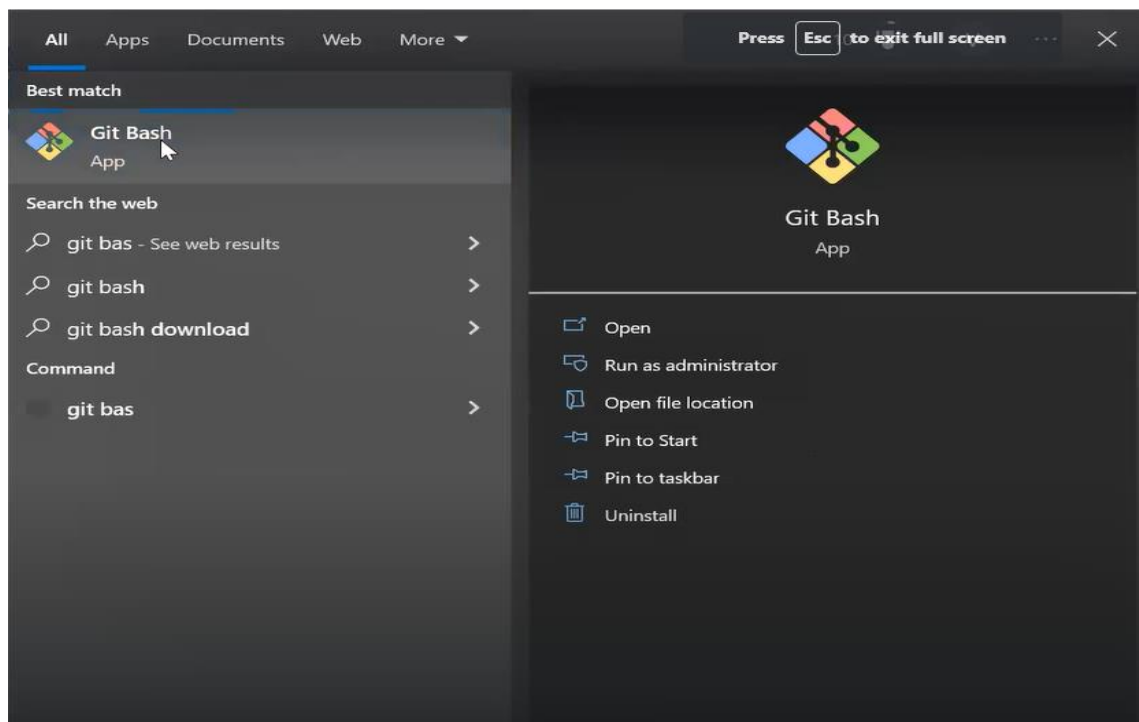 All Apps Documents Web More
Press Esc to exit full screen
Best match
Git Bash
App
Search the web
git bas - See web results
git bash
git bash download
Command
git bas
Git Bash
App
Open
Run as administrator
Open file location
Pin to Start
Pin to taskbar
Uninstall